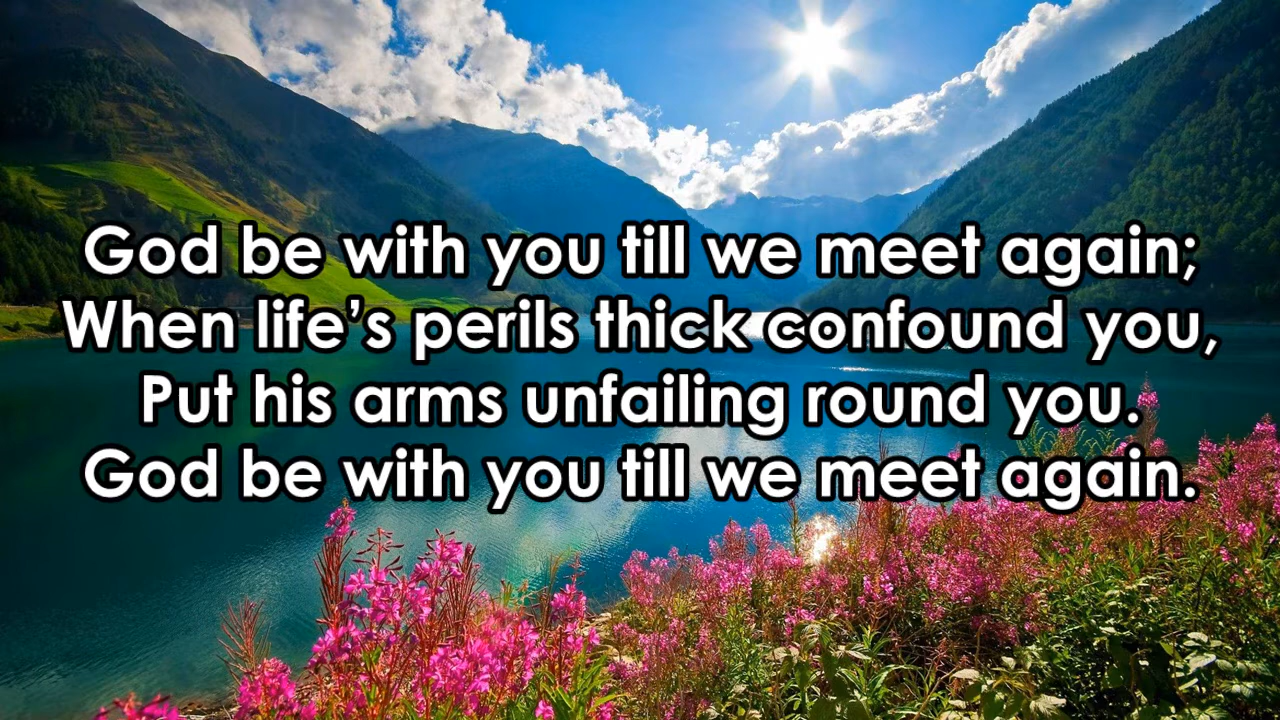 God be with you till we meet again;
When life’s perils thick confound you,
Put his arms unfailing round you.
God be with you till we meet again.